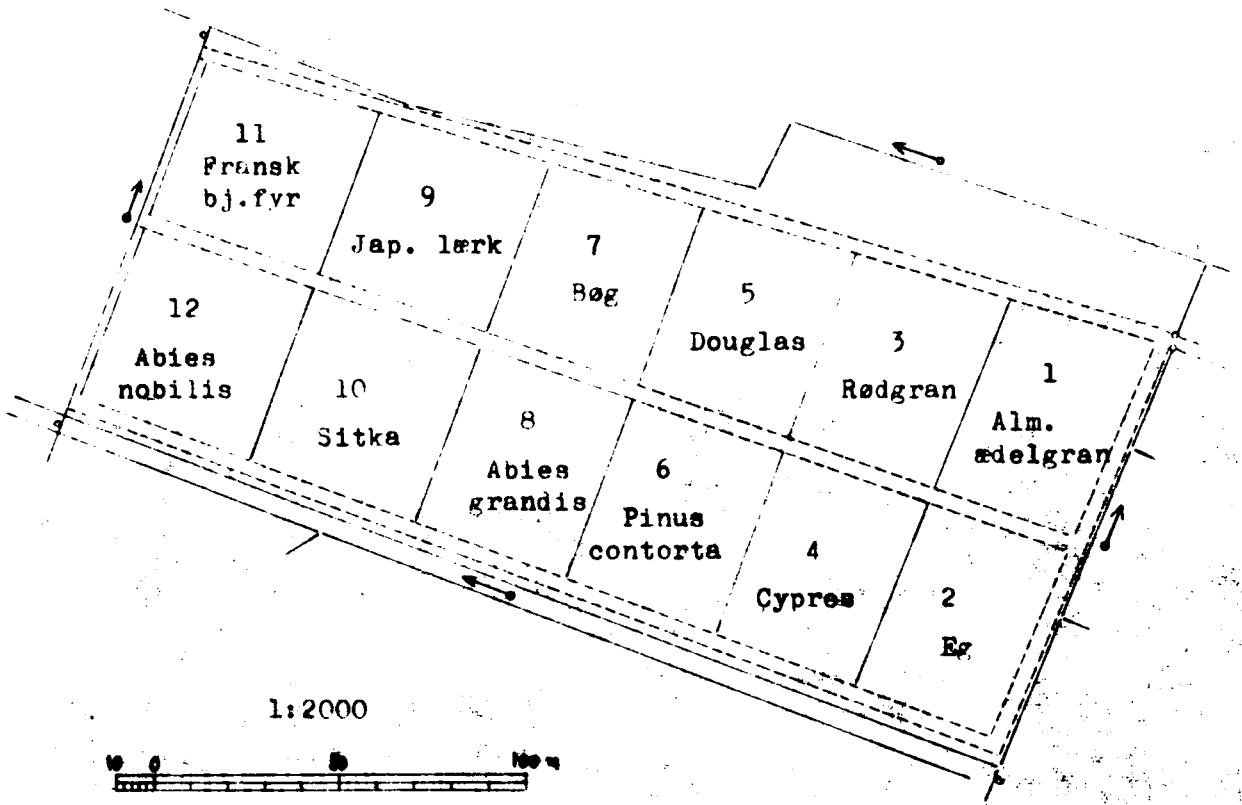 11
Fransk
bj.fyr
9
Jap. lærk
7
Bøg
5
Douglas
3
Rødgran
1
Alm.
ædelgran
12
Abies
nobilis
10
Sitka
8
Abies
grandis
6
Pinus
contorta
4
Cypres
2
Eg
1:2000
10 0 50 100 m